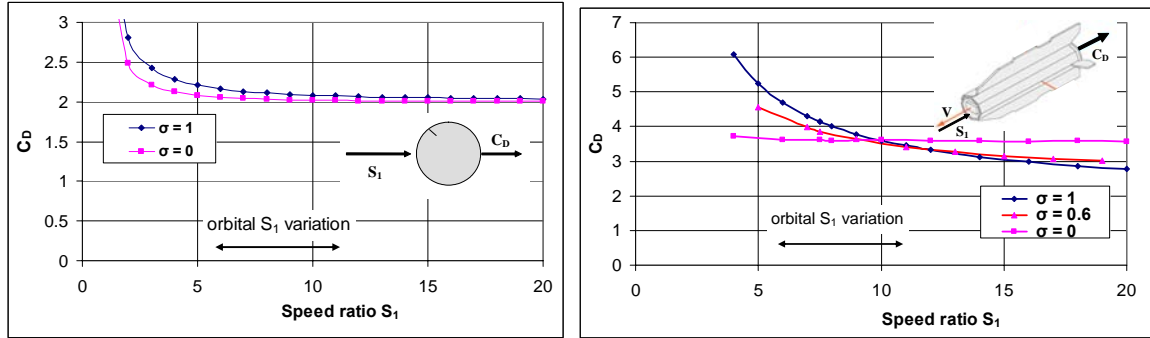 3
2.5
2
1.5
1
0.5
0
C_D
σ = 1
σ = 0
S₁
C_D
orbital S₁ variation
0 5 10 15 20
Speed ratio S₁
7
6
5
4
3
2
1
0
C_D
C_D
V
S₁
σ = 1
σ = 0.6
σ = 0
orbital S₁ variation
0 5 10 15 20
Speed ratio S₁